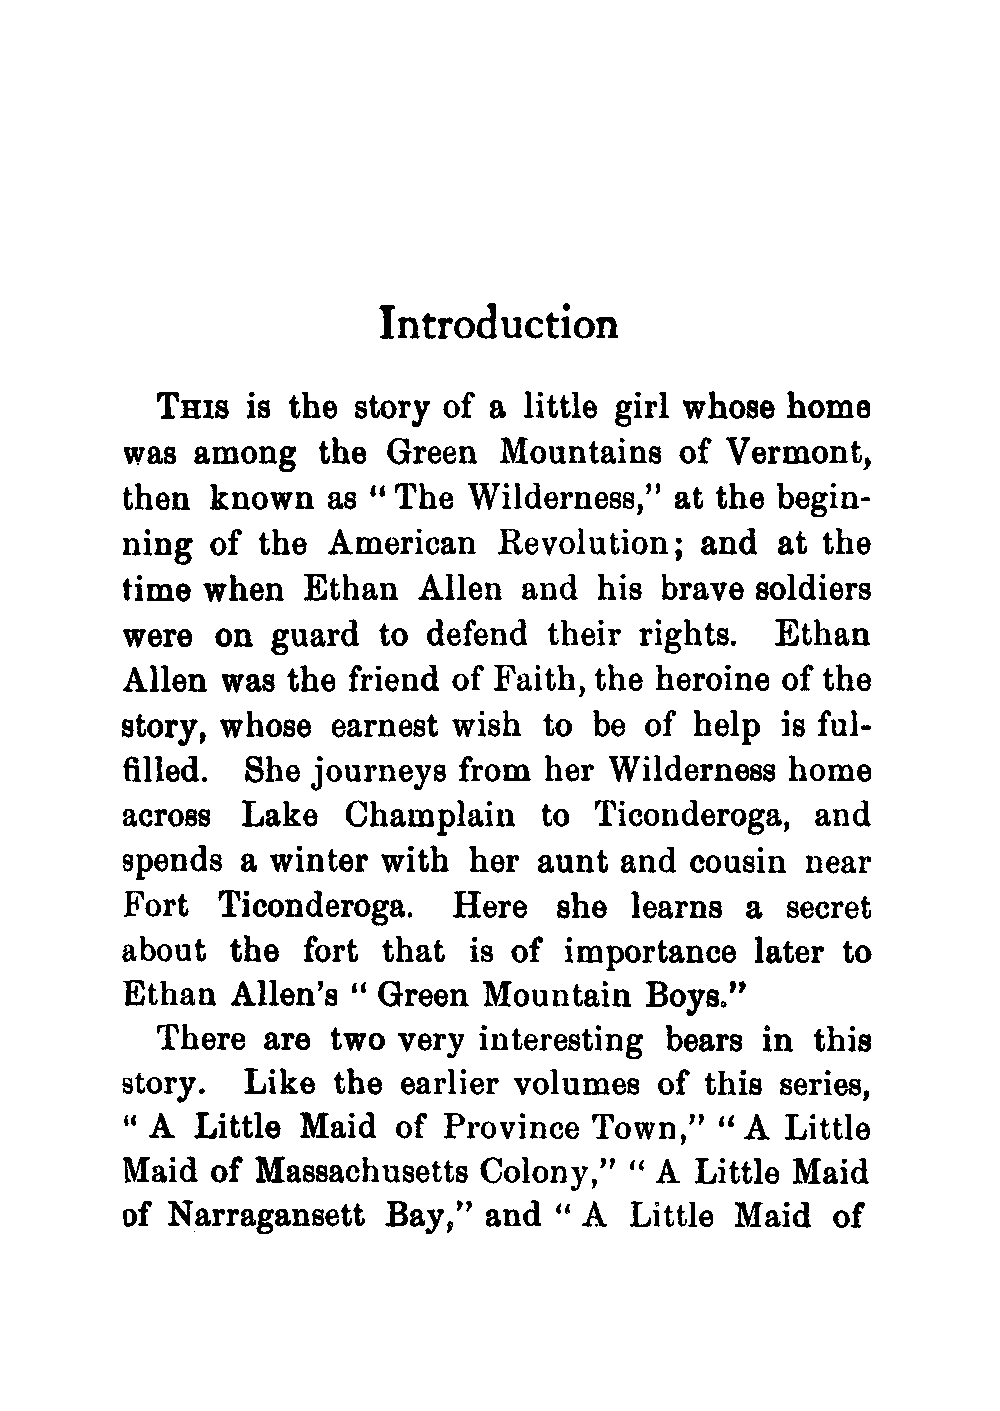 Introduction
This is the story of a little girl whose home
was among the Green Mountains of Vermont,
then known as "The Wilderness," at the begin-
ning of the American Revolution; and at the
time when Ethan Allen and his brave soldiers
were on guard to defend their rights. Ethan
Allen was the friend of Faith, the heroine of the
story, whose earnest wish to be of help is ful-
filled. She journeys from her Wilderness home
across Lake Champlain to Ticonderoga, and
spends a winter with her aunt and cousin near
Fort Ticonderoga. Here she learns a secret
about the fort that is of importance later to
Ethan Allen's "Green Mountain Boys."
There are two very interesting bears in this
story. Like the earlier volumes of this series,
"A Little Maid of Province Town," "A Little
Maid of Massachusetts Colony," "A Little Maid
of Narragansett Bay," and "A Little Maid of